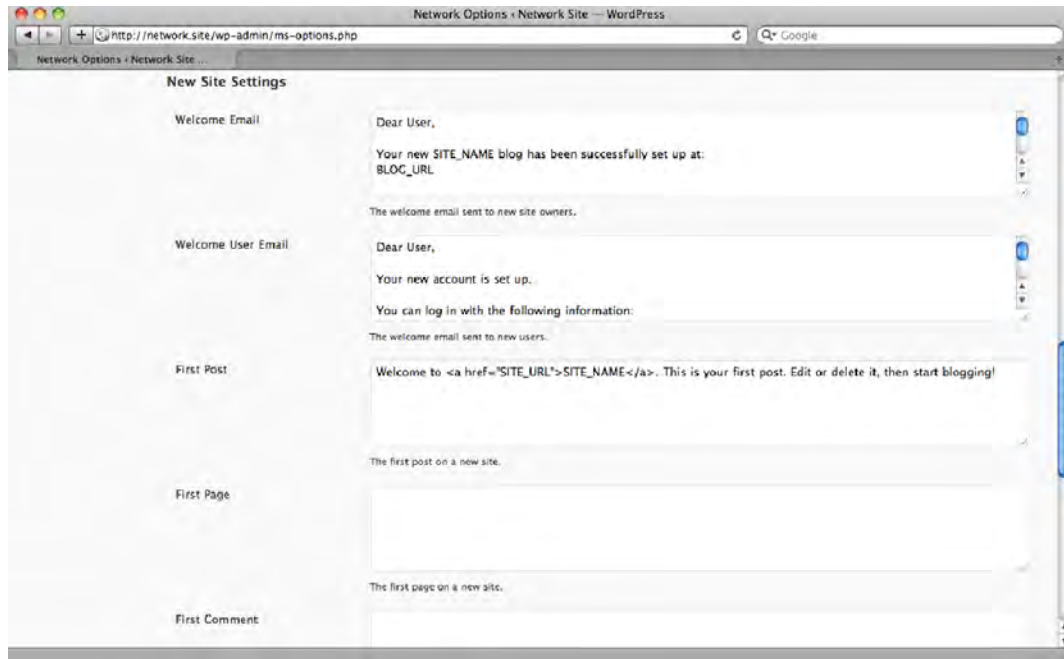 Network Options ‹ Network Site — WordPress
http://network.site/wp-admin/ms-options.php
Google
Network Options ‹ Network Site ...
New Site Settings
Welcome Email
Dear User,
Your new SITE_NAME blog has been successfully set up at:
BLOG_URL
The welcome email sent to new site owners.
Welcome User Email
Dear User,
Your new account is set up.
You can log in with the following information:
The welcome email sent to new users.
First Post
Welcome to <a href="SITE_URL">SITE_NAME</a>. This is your first post. Edit or delete it, then start blogging!
The first post on a new site.
First Page
The first page on a new site.
First Comment